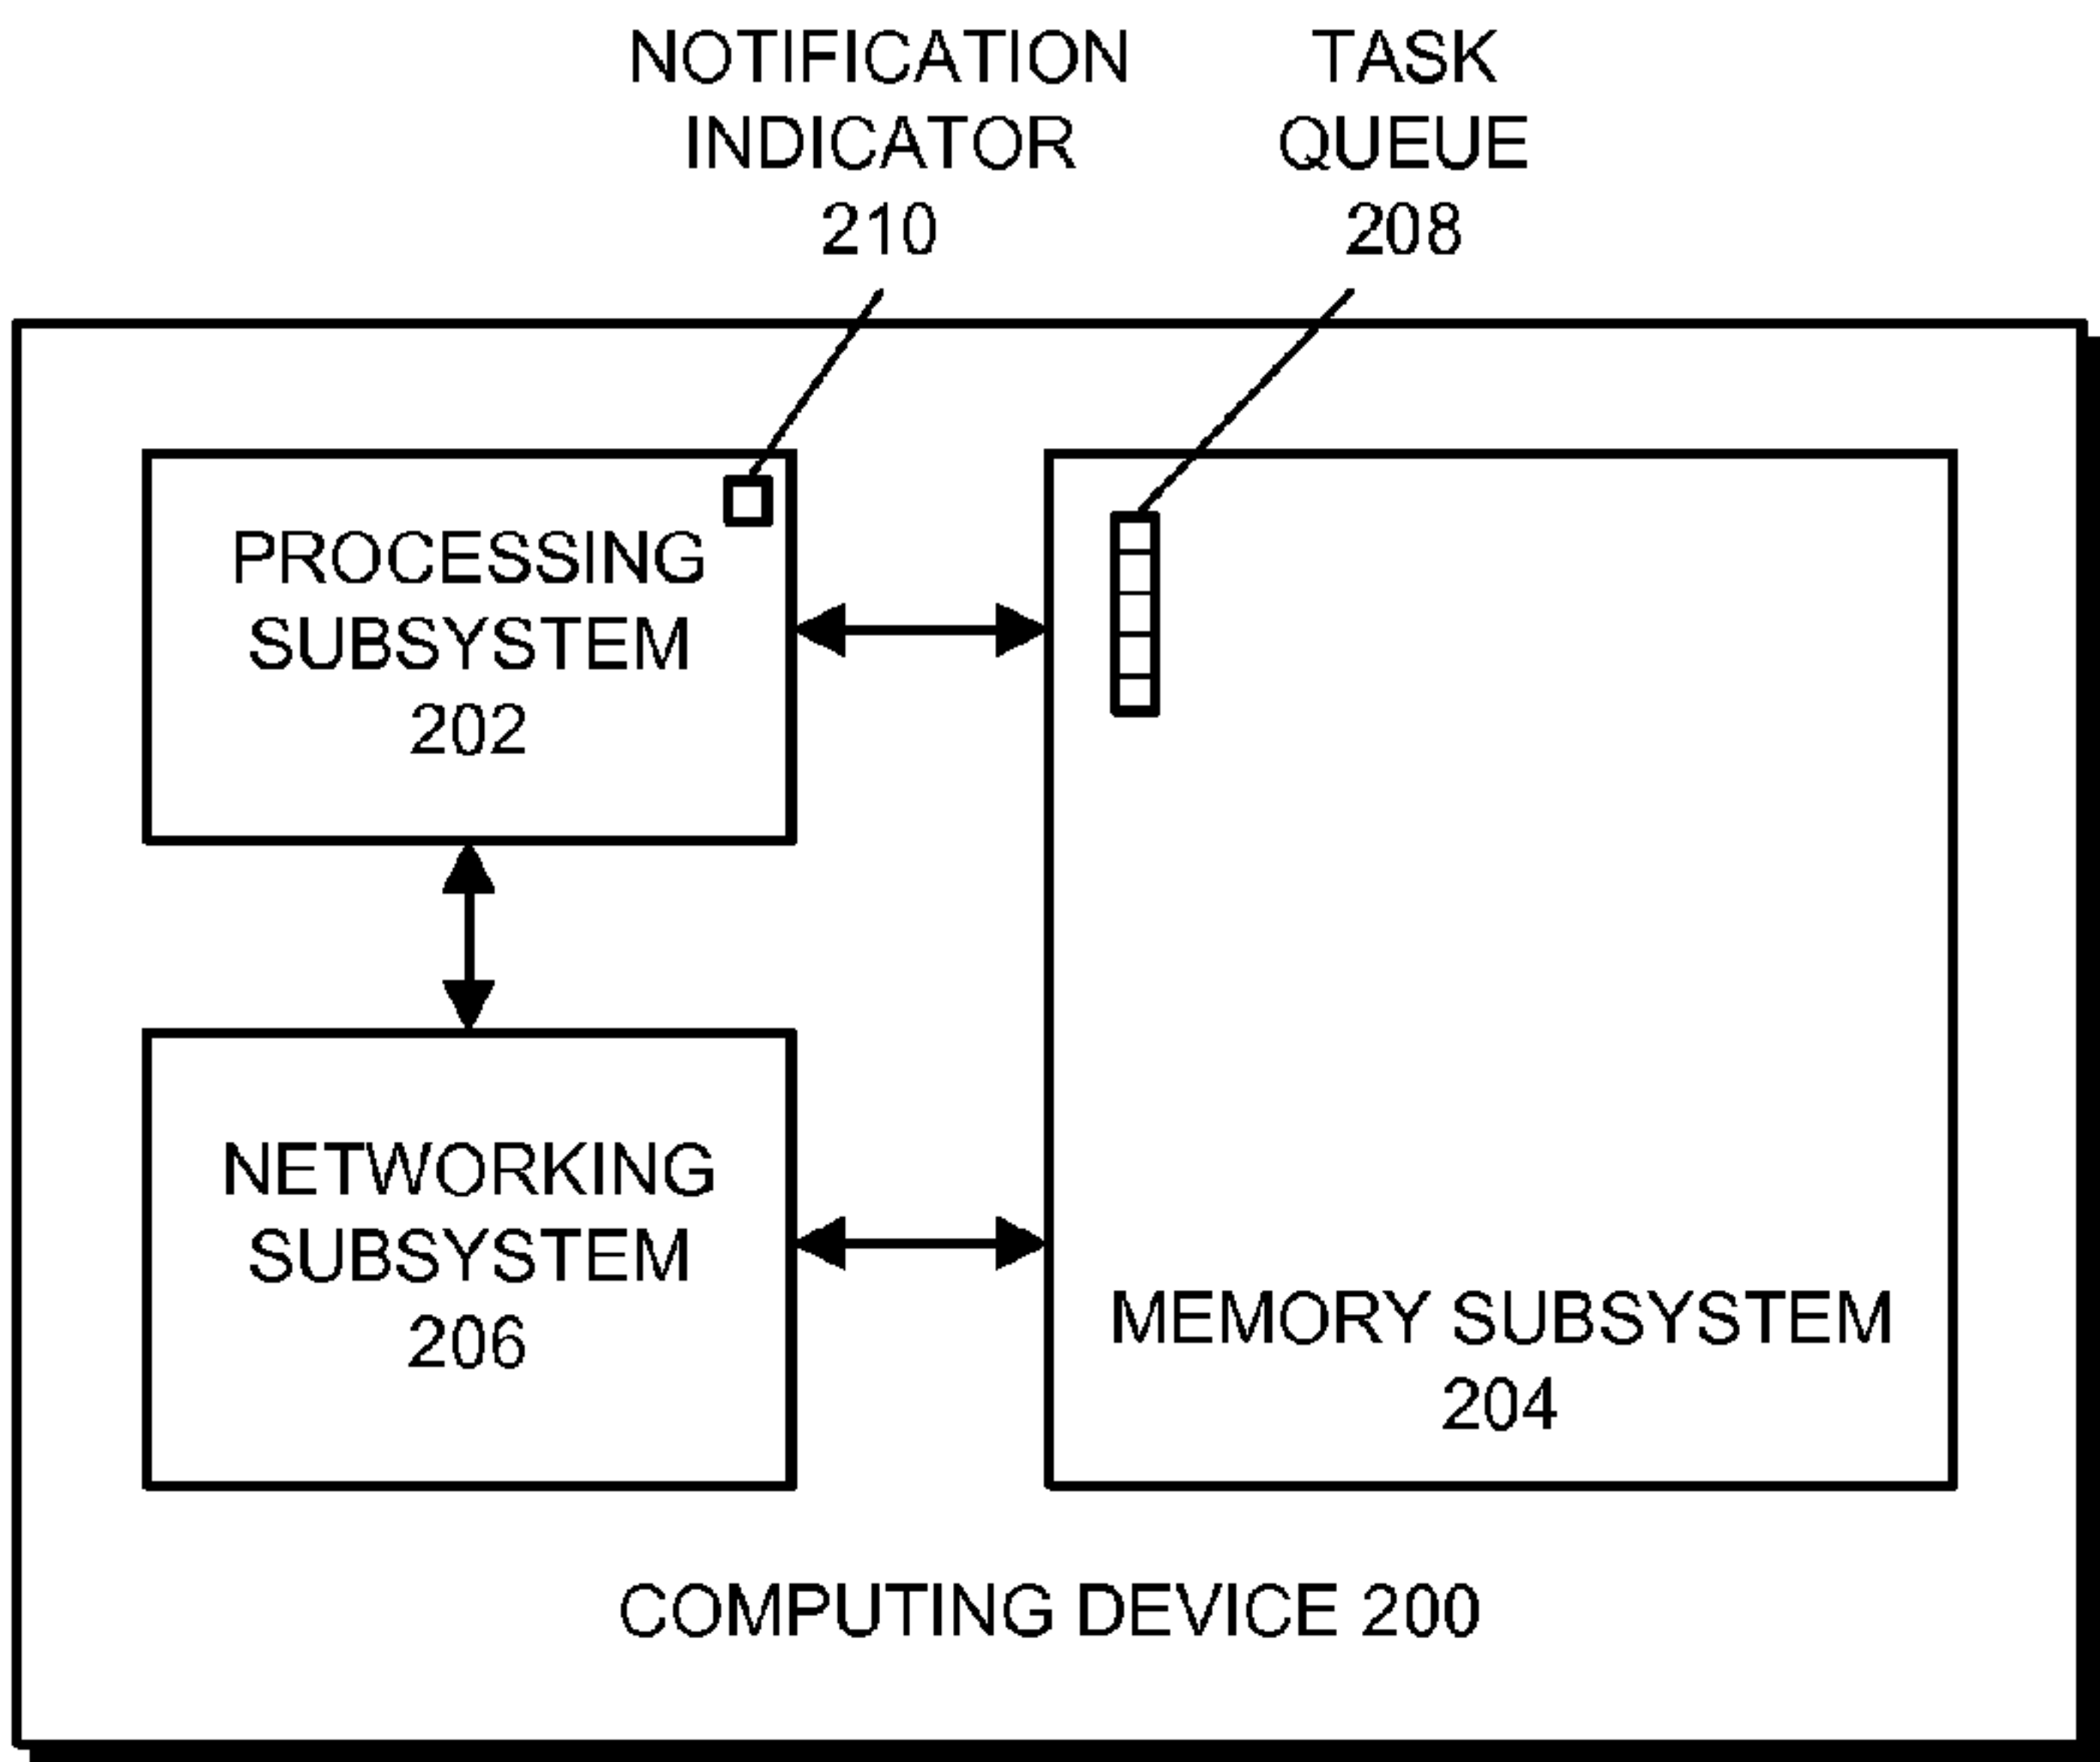 NOTIFICATION
INDICATOR
210
TASK
QUEUE
208
PROCESSING
SUBSYSTEM
202
NETWORKING
SUBSYSTEM
206
MEMORY SUBSYSTEM
204
COMPUTING DEVICE 200